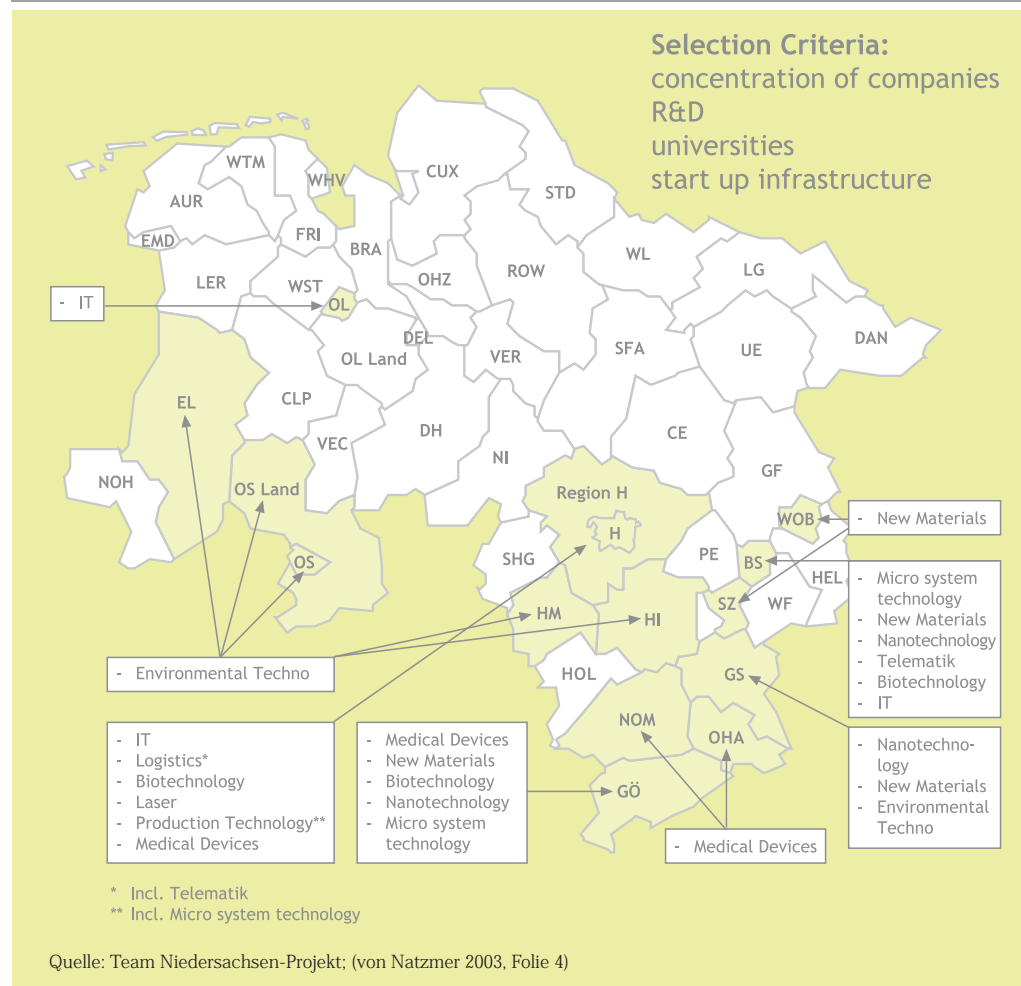 Selection Criteria:
concentration of companies
R&D
universities
start up infrastructure
WTM
WHV
CUX
STD
AUR
EMD
FRI
BRA
WL
LG
LER
WST
OHZ
ROW
- IT
OL
DEL
OL Land
VER
SFA
UE
DAN
EL
CLP
VEC
DH
NI
CE
GF
NOH
OS Land
Region H
H
WOB
- New Materials
OS
SHG
PE
BS
HEL
SZ
WF
HM
HI
- Micro system
technology
- New Materials
- Nanotechnology
- Telematik
- Biotechnology
- IT
- Environmental Techno
HOL
GS
NOM
OHA
GÖ
- IT
- Logistics*
- Biotechnology
- Laser
- Production Technology**
- Medical Devices
- Medical Devices
- New Materials
- Biotechnology
- Nanotechnology
- Micro system
technology
- Medical Devices
- Nanotechno-
logy
- New Materials
- Environmental
Techno
* Incl. Telematik
** Incl. Micro system technology
Quelle: Team Niedersachsen-Projekt; (von Natzmer 2003, Folie 4)